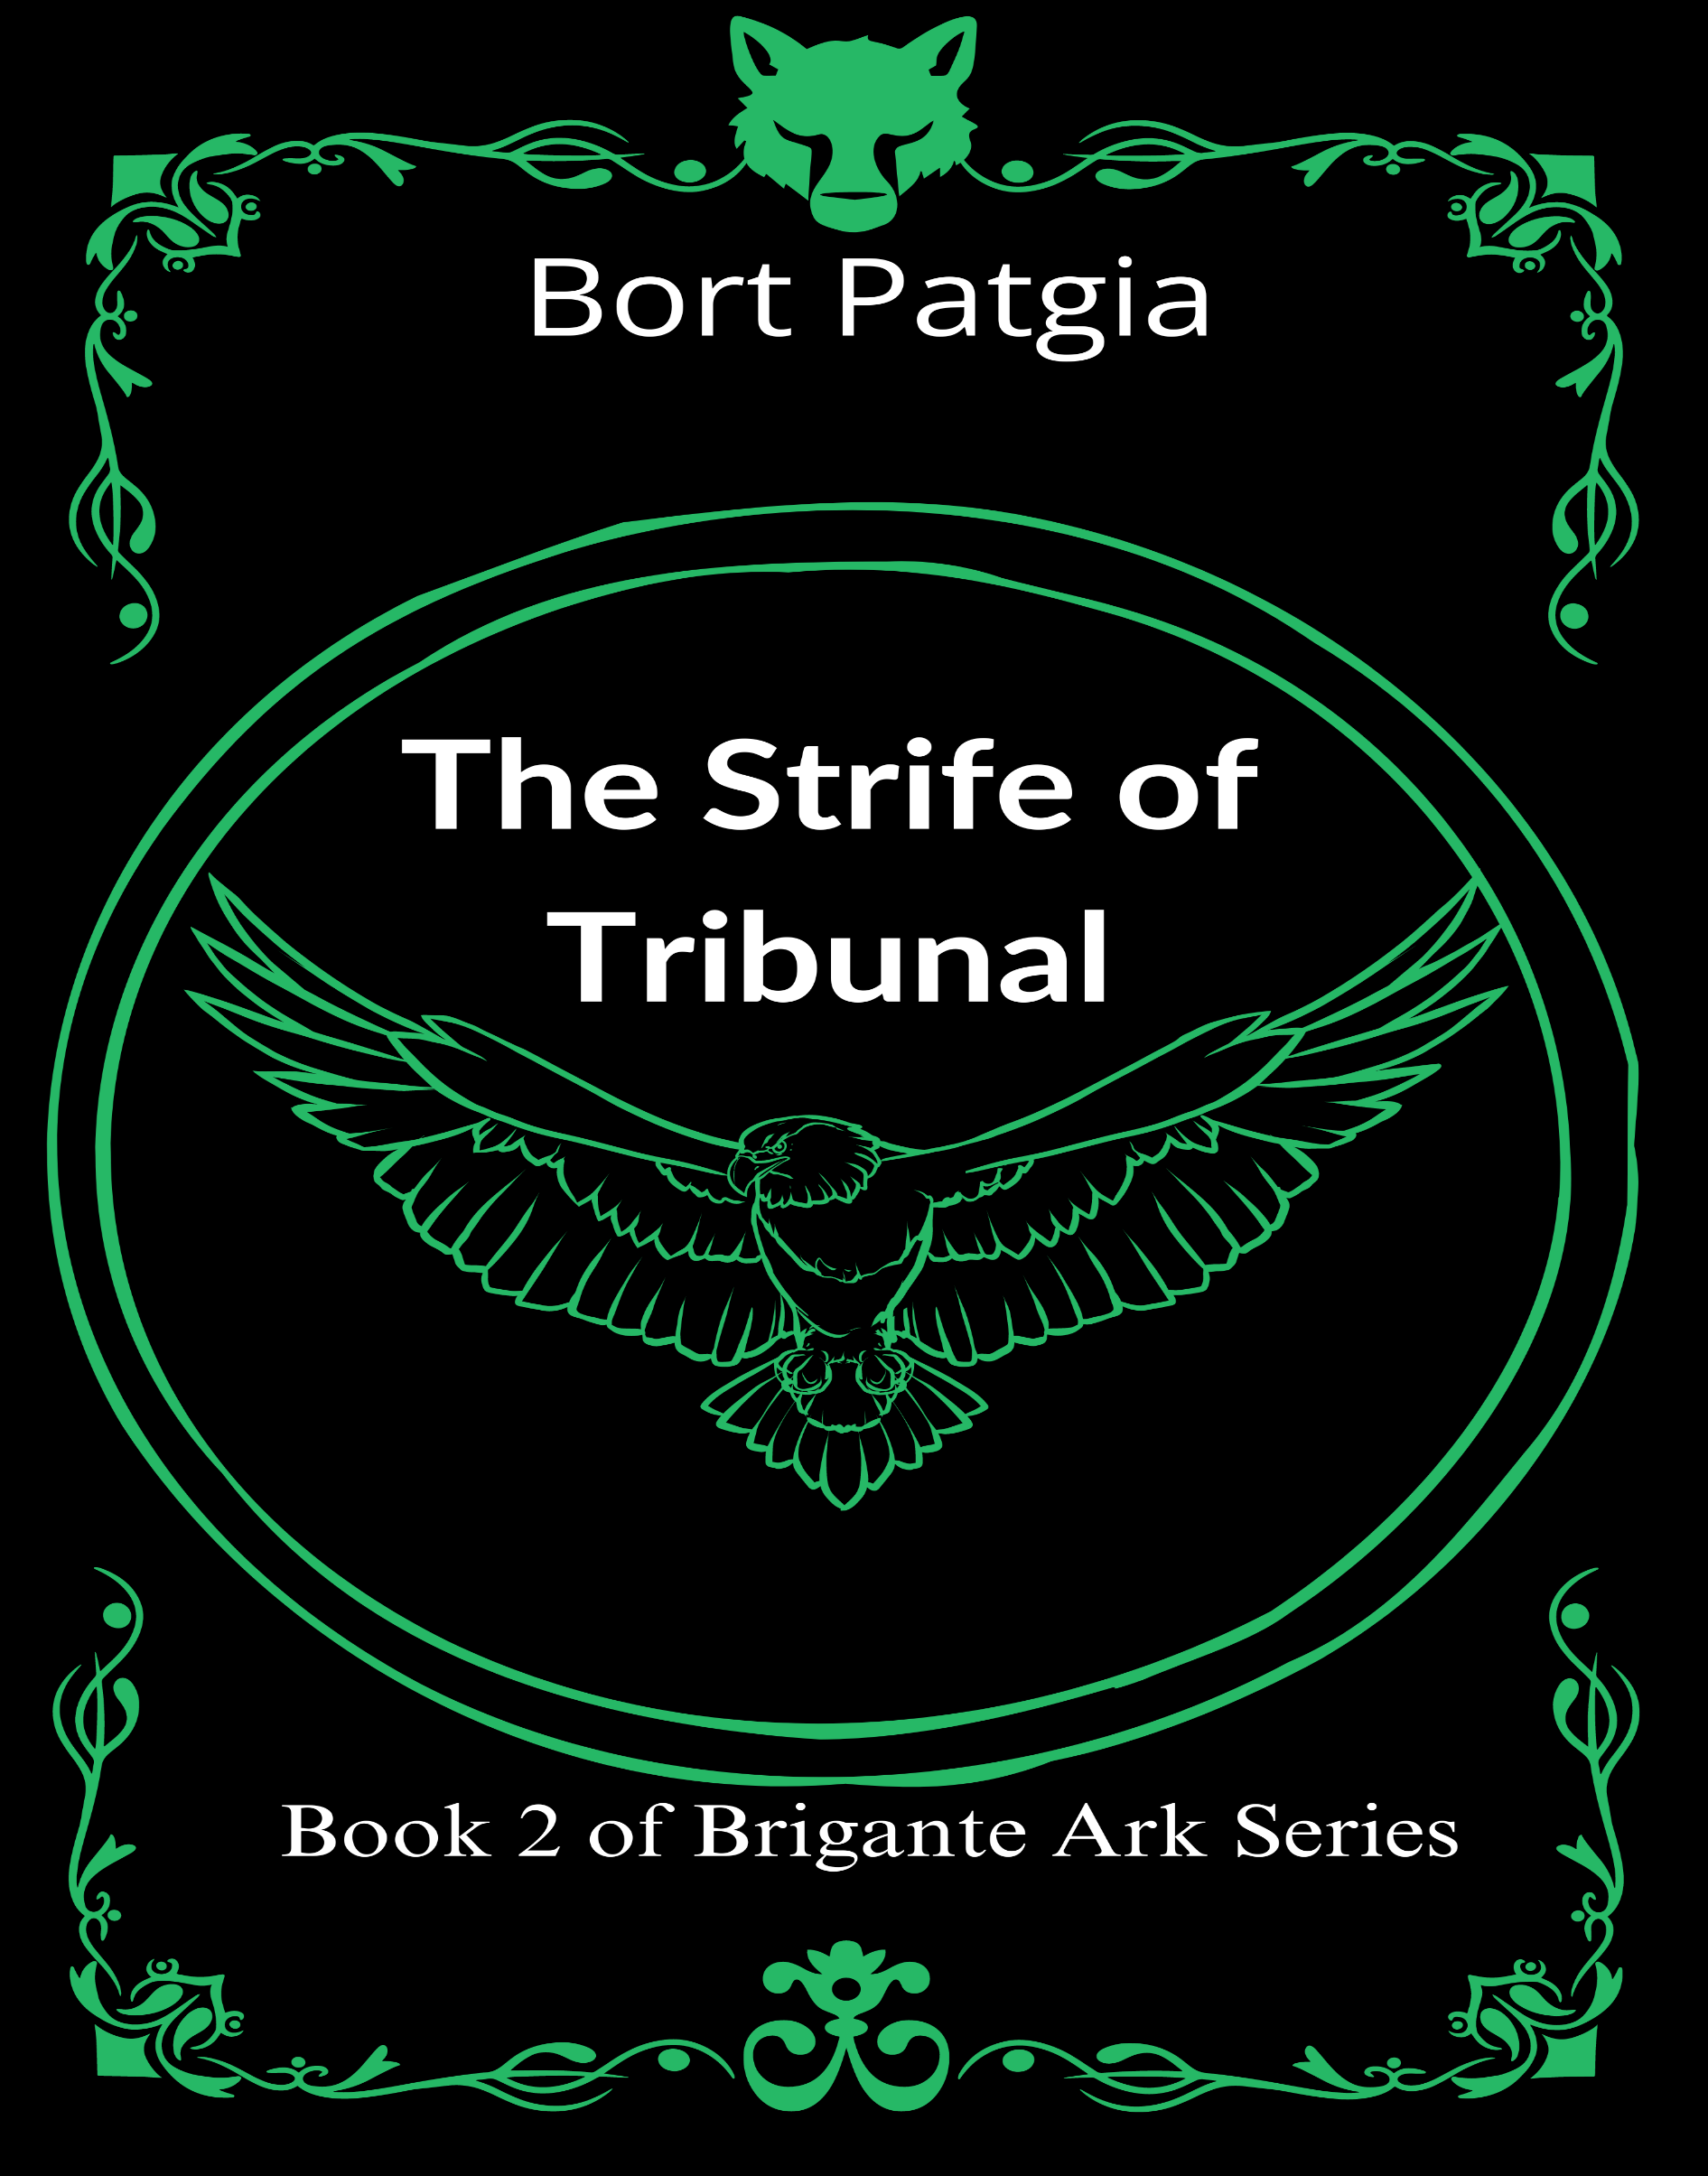 Bort Patgia
The Strife of
Tribunal
Book 2 of Brigante Ark Series